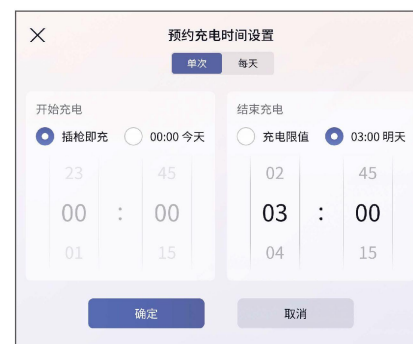 预约充电时间设置
单次 每天
开始充电 结束充电
插枪即充 00:00 今天 充电限值 03:00 明天
23 45 02 45
00 : 00 03 : 00
01 15 04 15
确定 取消